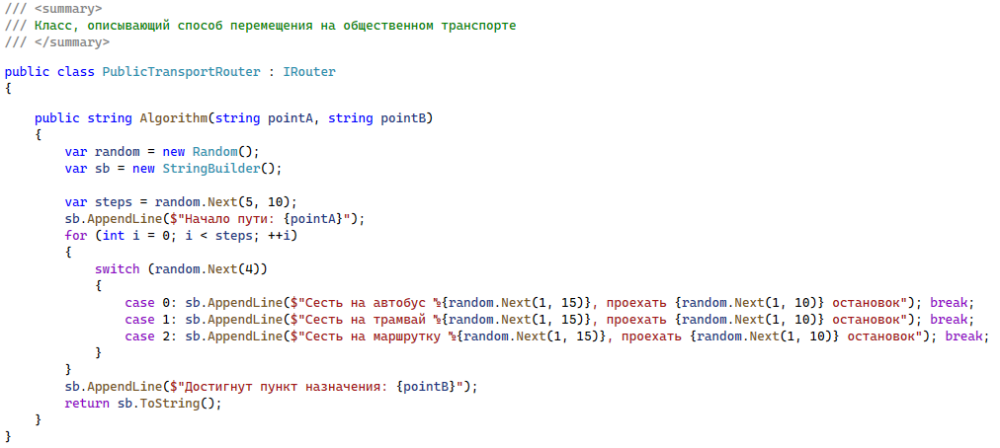 /// <summary>
/// Класс, описывающий способ перемещения на общественном транспорте
/// </summary>
public class PublicTransportRouter : IRouter
{
    public string Algorithm(string pointA, string pointB)
    {
        var random = new Random();
        var sb = new StringBuilder();
        var steps = random.Next(5, 10);
        sb.AppendLine($"Начало пути: {pointA}");
        for (int i = 0; i < steps; ++i)
        {
            switch (random.Next(4))
            {
                case 0: sb.AppendLine($"Сесть на автобус №{random.Next(1, 15)}, проехать {random.Next(1, 10)} остановок"); break;
                case 1: sb.AppendLine($"Сесть на трамвай №{random.Next(1, 15)}, проехать {random.Next(1, 10)} остановок"); break;
                case 2: sb.AppendLine($"Сесть на маршрутку №{random.Next(1, 15)}, проехать {random.Next(1, 10)} остановок"); break;
            }
        }
        sb.AppendLine($"Достигнут пункт назначения: {pointB}");
        return sb.ToString();
    }
}